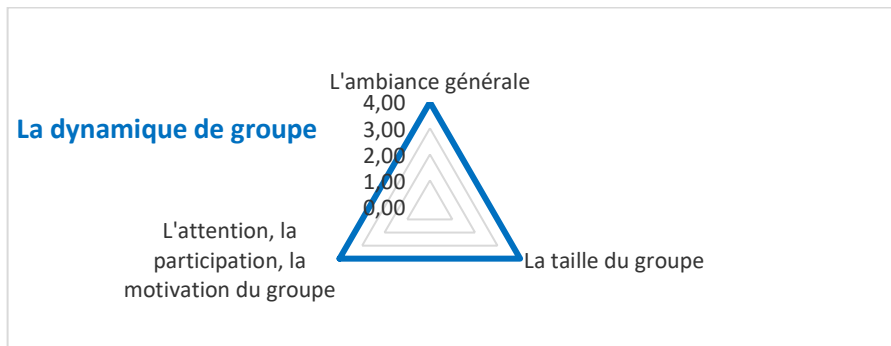 L'ambiance générale
4,00
La dynamique de groupe
3,00
2,00
1,00
0,00
L'attention, la
participation, la
motivation du groupe
La taille du groupe